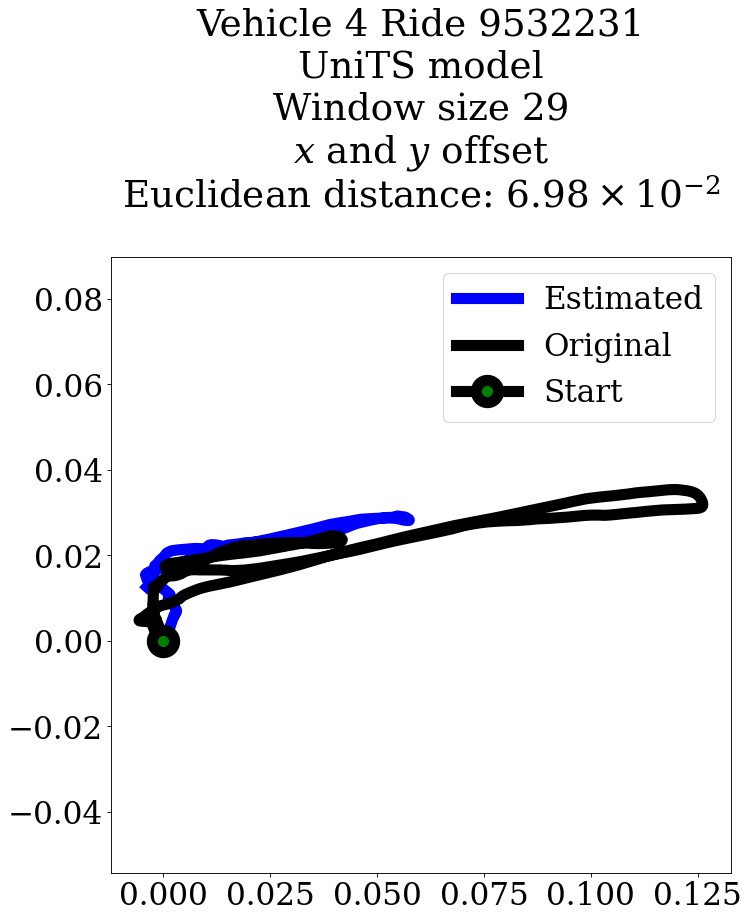 Vehicle 4 Ride 9532231
UniTS model
Window size 29
x and y offset
Euclidean distance: 6.98 × 10⁻²
Estimated
Original
Start
0.08
0.06
0.04
0.02
0.00
−0.02
−0.04
0.000 0.025 0.050 0.075 0.100 0.125